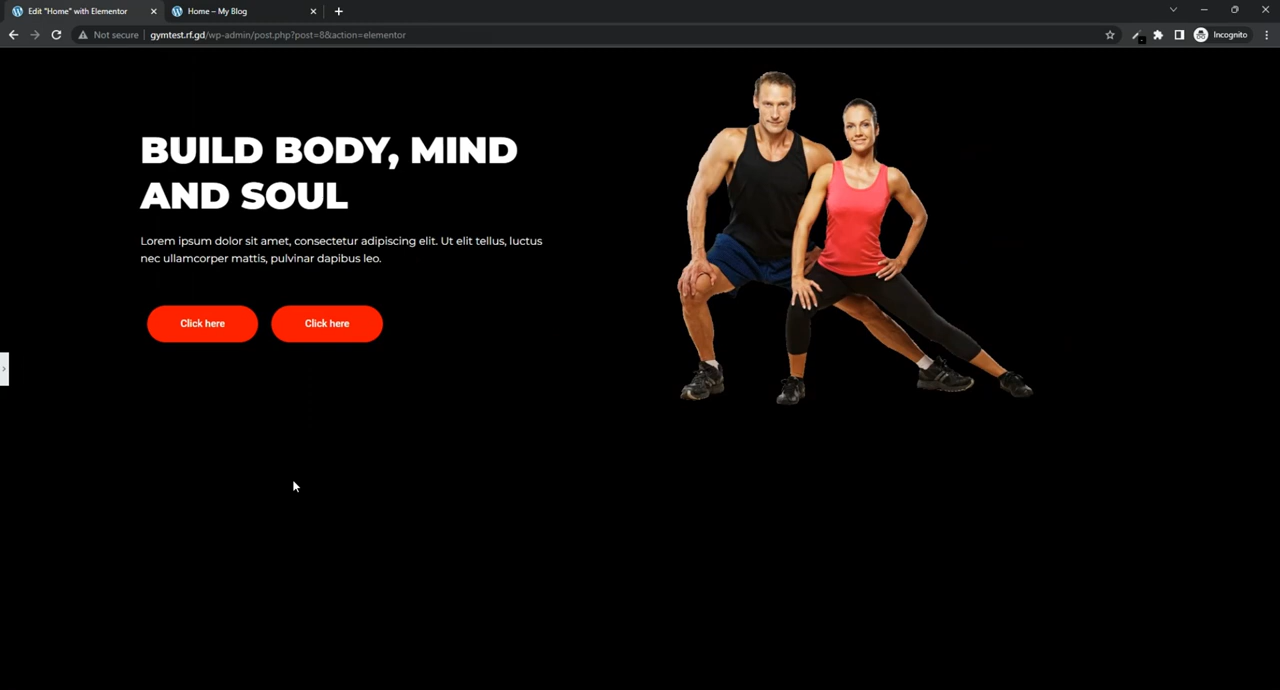 Edit "Home" with Elementor
Home – My Blog
Not secure
gymtest.rf.gd/wp-admin/post.php?post=8&action=elementor
Incognito
BUILD BODY, MIND
AND SOUL
Lorem ipsum dolor sit amet, consectetur adipiscing elit. Ut elit tellus, luctus
nec ullamcorper mattis, pulvinar dapibus leo.
Click here
Click here